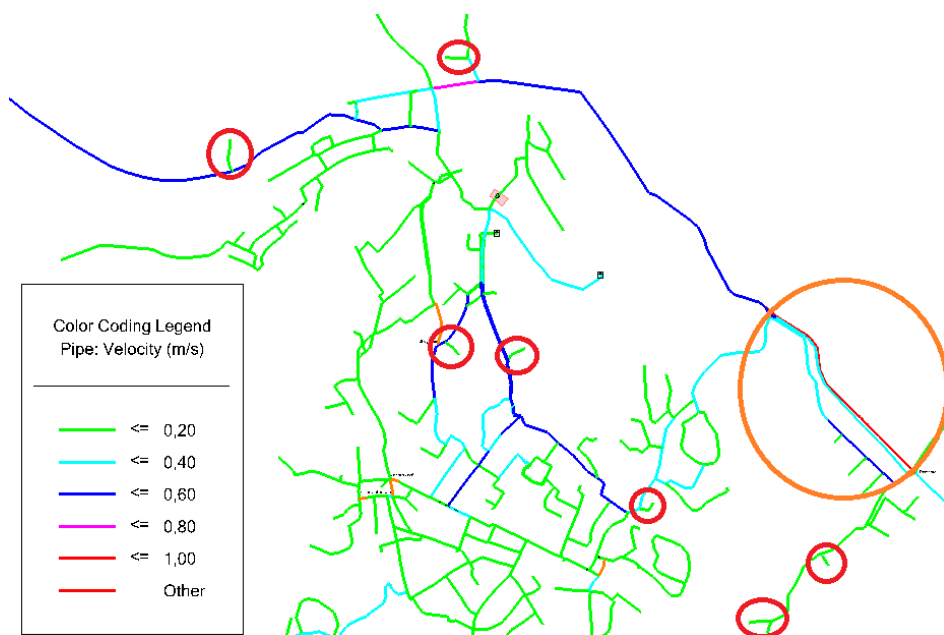 Color Coding Legend
Pipe: Velocity (m/s)
<= 0,20
<= 0,40
<= 0,60
<= 0,80
<= 1,00
Other